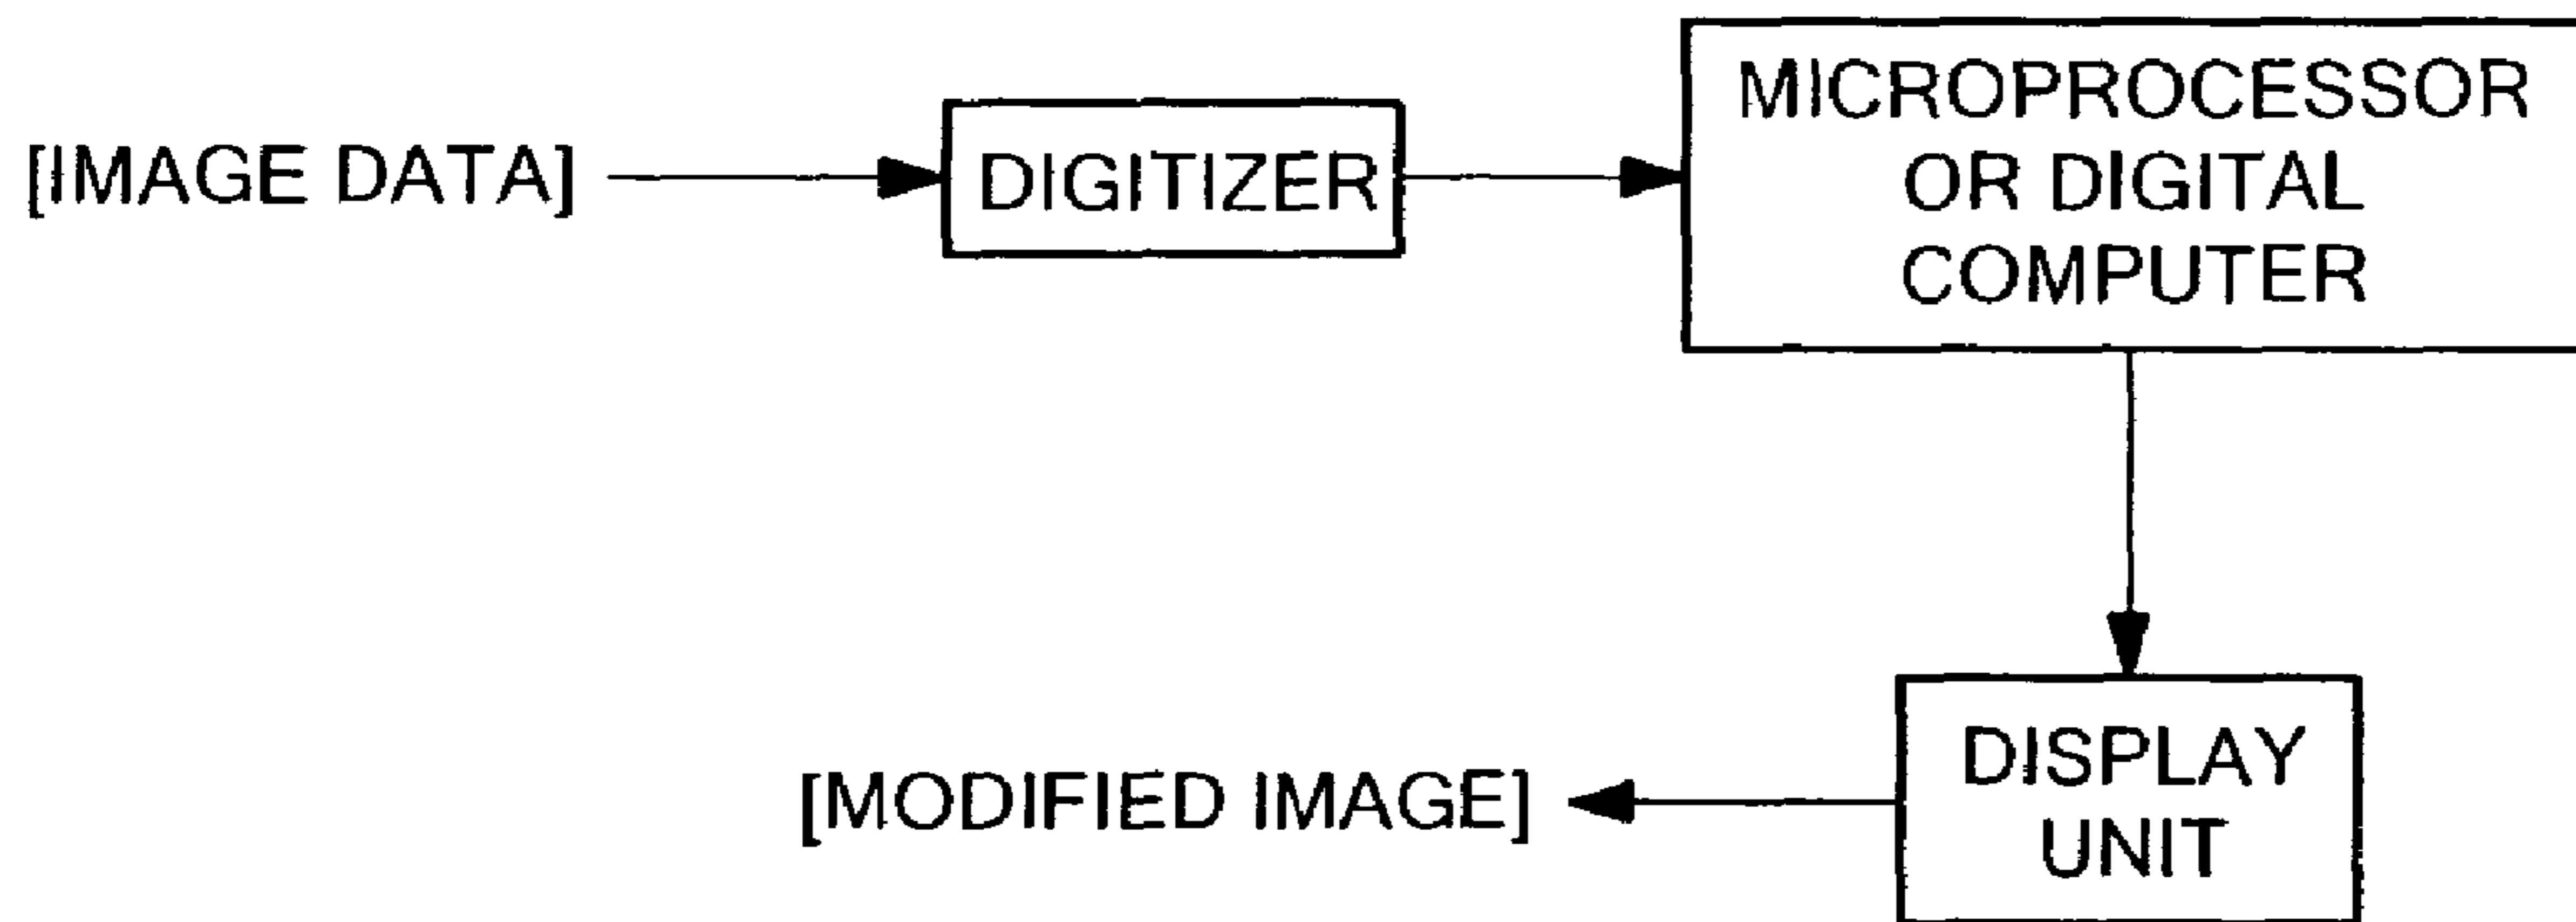 [IMAGE DATA]
DIGITIZER
MICROPROCESSOR
OR DIGITAL
COMPUTER
DISPLAY
UNIT
[MODIFIED IMAGE]